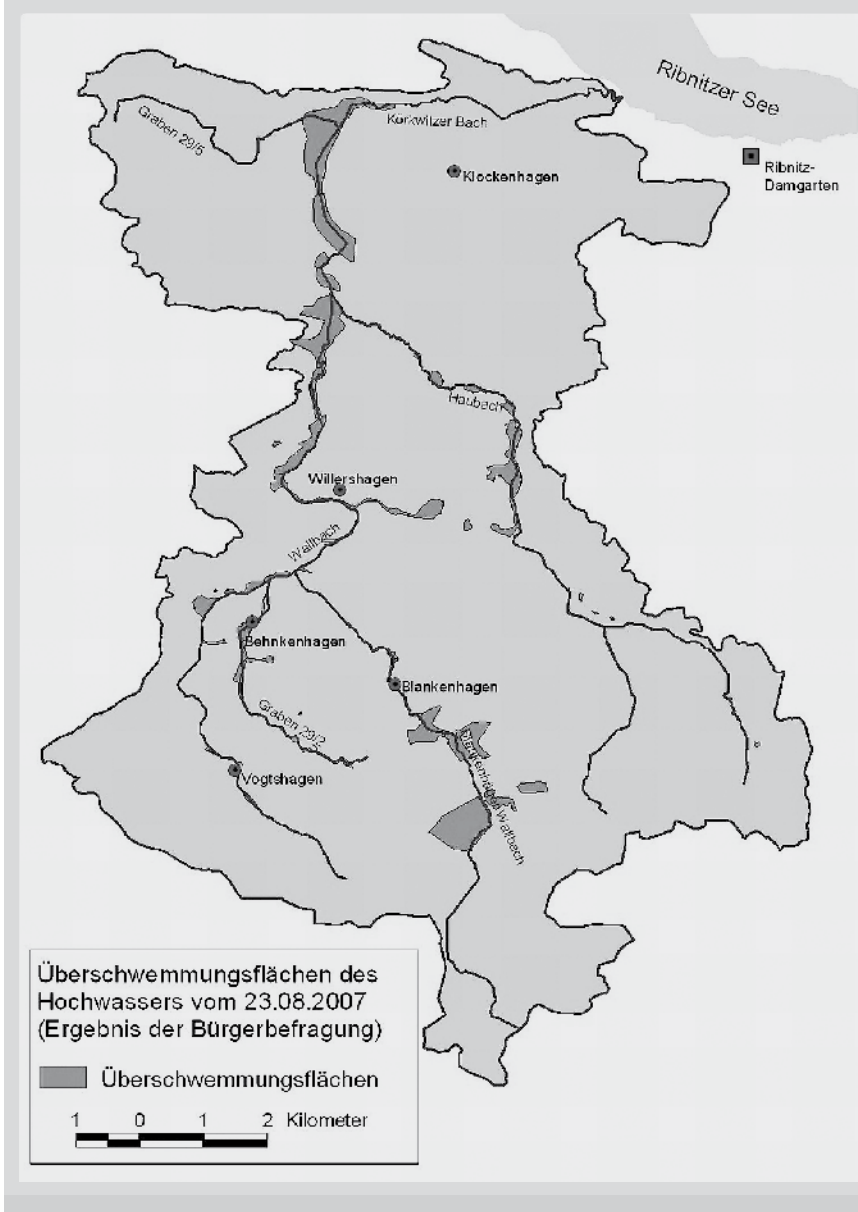 Ribnitzer See
Graben 29/5
Körkwitzer Bach
Ribnitz-
Damgarten
Klockenhagen
Haubach
Willershagen
Wallbach
Behnkenhagen
Blankenhagen
Graben 29/2
Vogtshagen
Wallbach
Überschwemmungsflächen des
Hochwassers vom 23.08.2007
(Ergebnis der Bürgerbefragung)
Überschwemmungsflächen
1 0 1 2 Kilometer